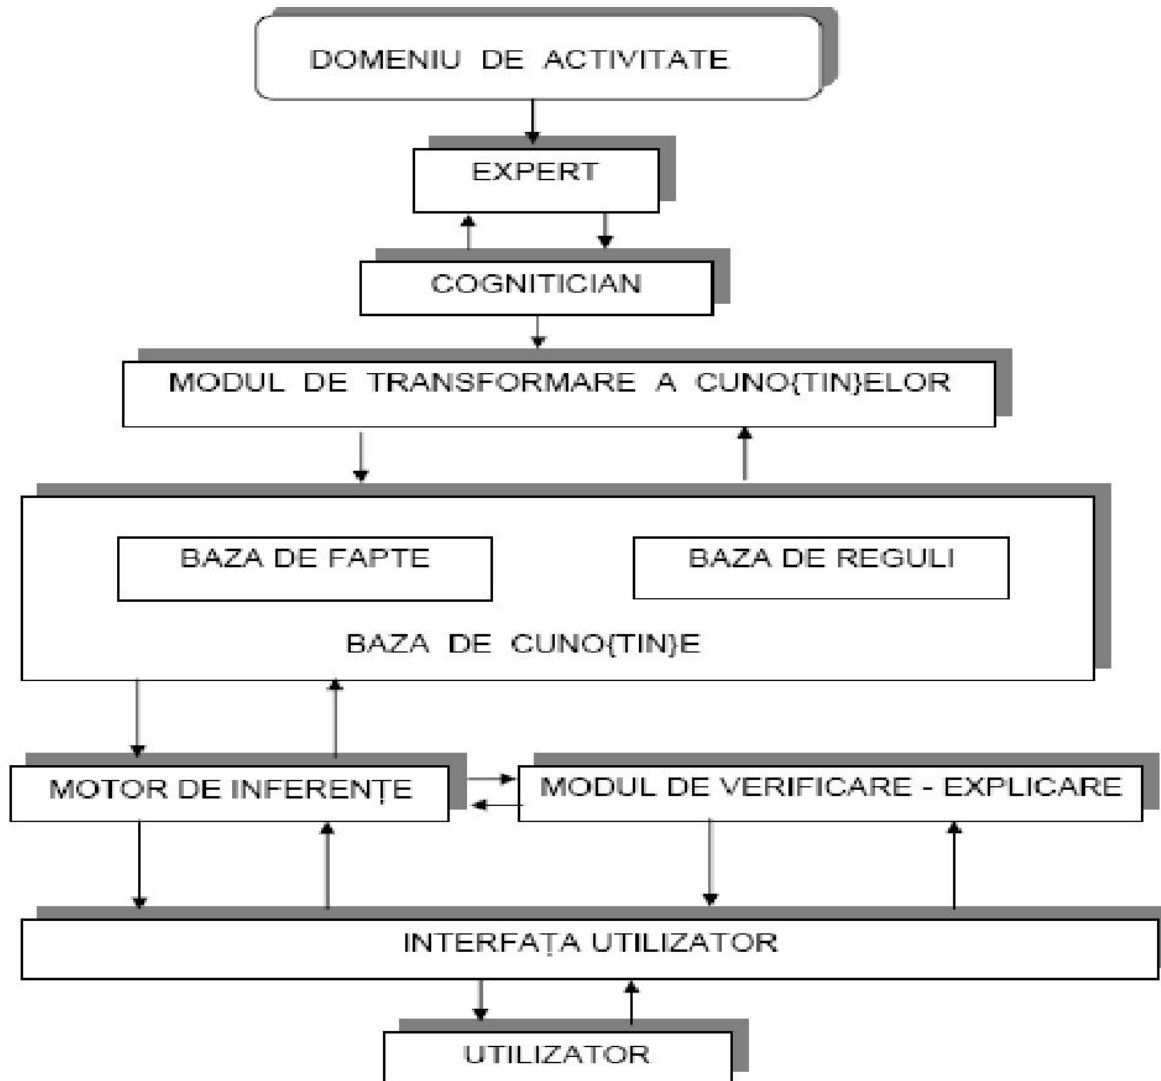 DOMENIU DE ACTIVITATE
EXPERT
COGNITICIAN
MODUL DE TRANSFORMARE A CUNO{TIN}ELOR
BAZA DE FAPTE
BAZA DE REGULI
BAZA DE CUNO{TIN}E
MOTOR DE INFERENȚE
MODUL DE VERIFICARE - EXPLICARE
INTERFAȚA UTILIZATOR
UTILIZATOR